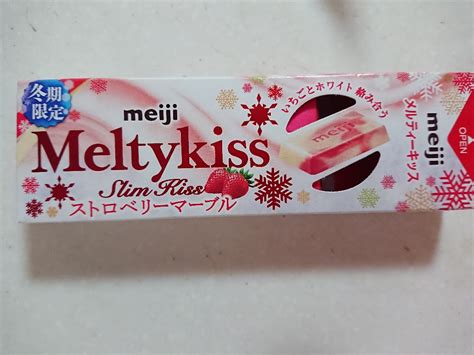 冬期
限定
meiji
Meltykiss
Slim Kiss
ストロベリーマーブル
いちごとホワイト 絡み合う
meiji
meiji
メルティーキッス
OPEN